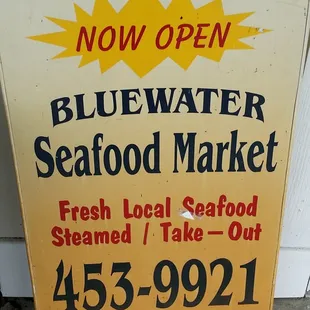 NOW OPEN
BLUEWATER
Seafood Market
Fresh Local Seafood
Steamed / Take-Out
453-9921